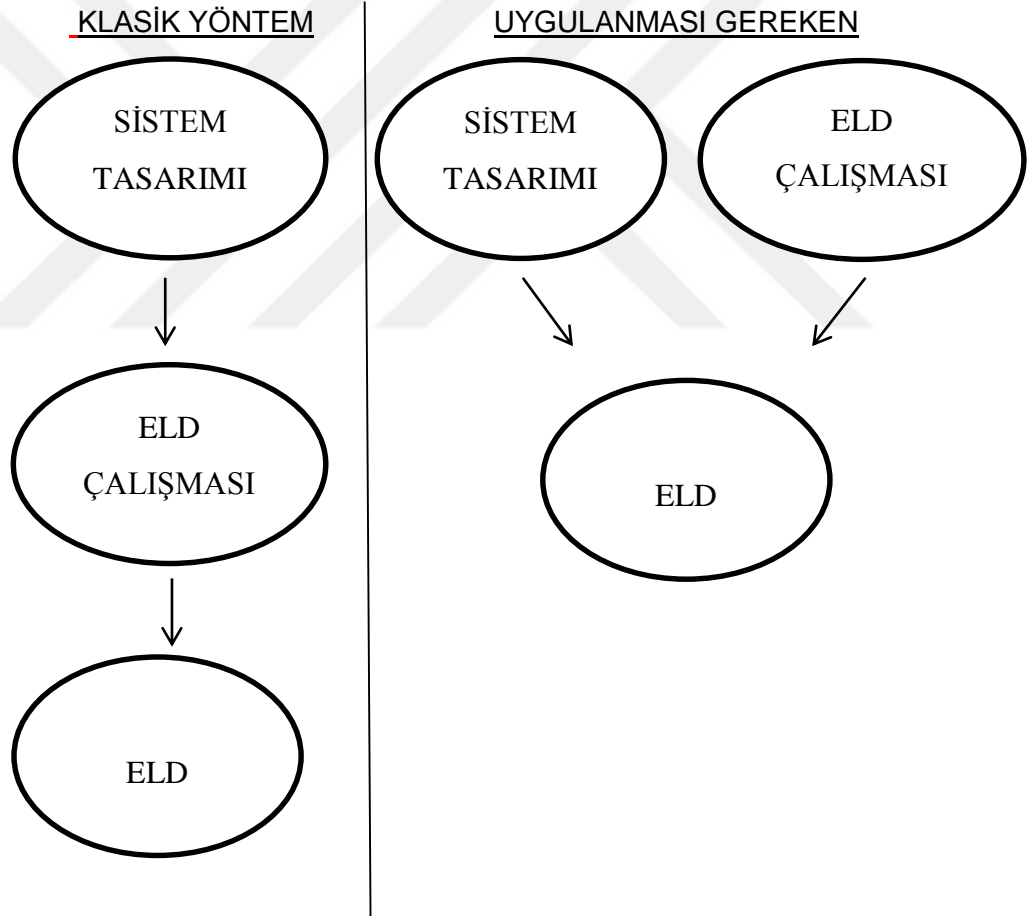 KLASİK YÖNTEM
SİSTEM
TASARIMI
ELD
ÇALIŞMASI
ELD
UYGULANMASI GEREKEN
SİSTEM
TASARIMI
ELD
ÇALIŞMASI
ELD